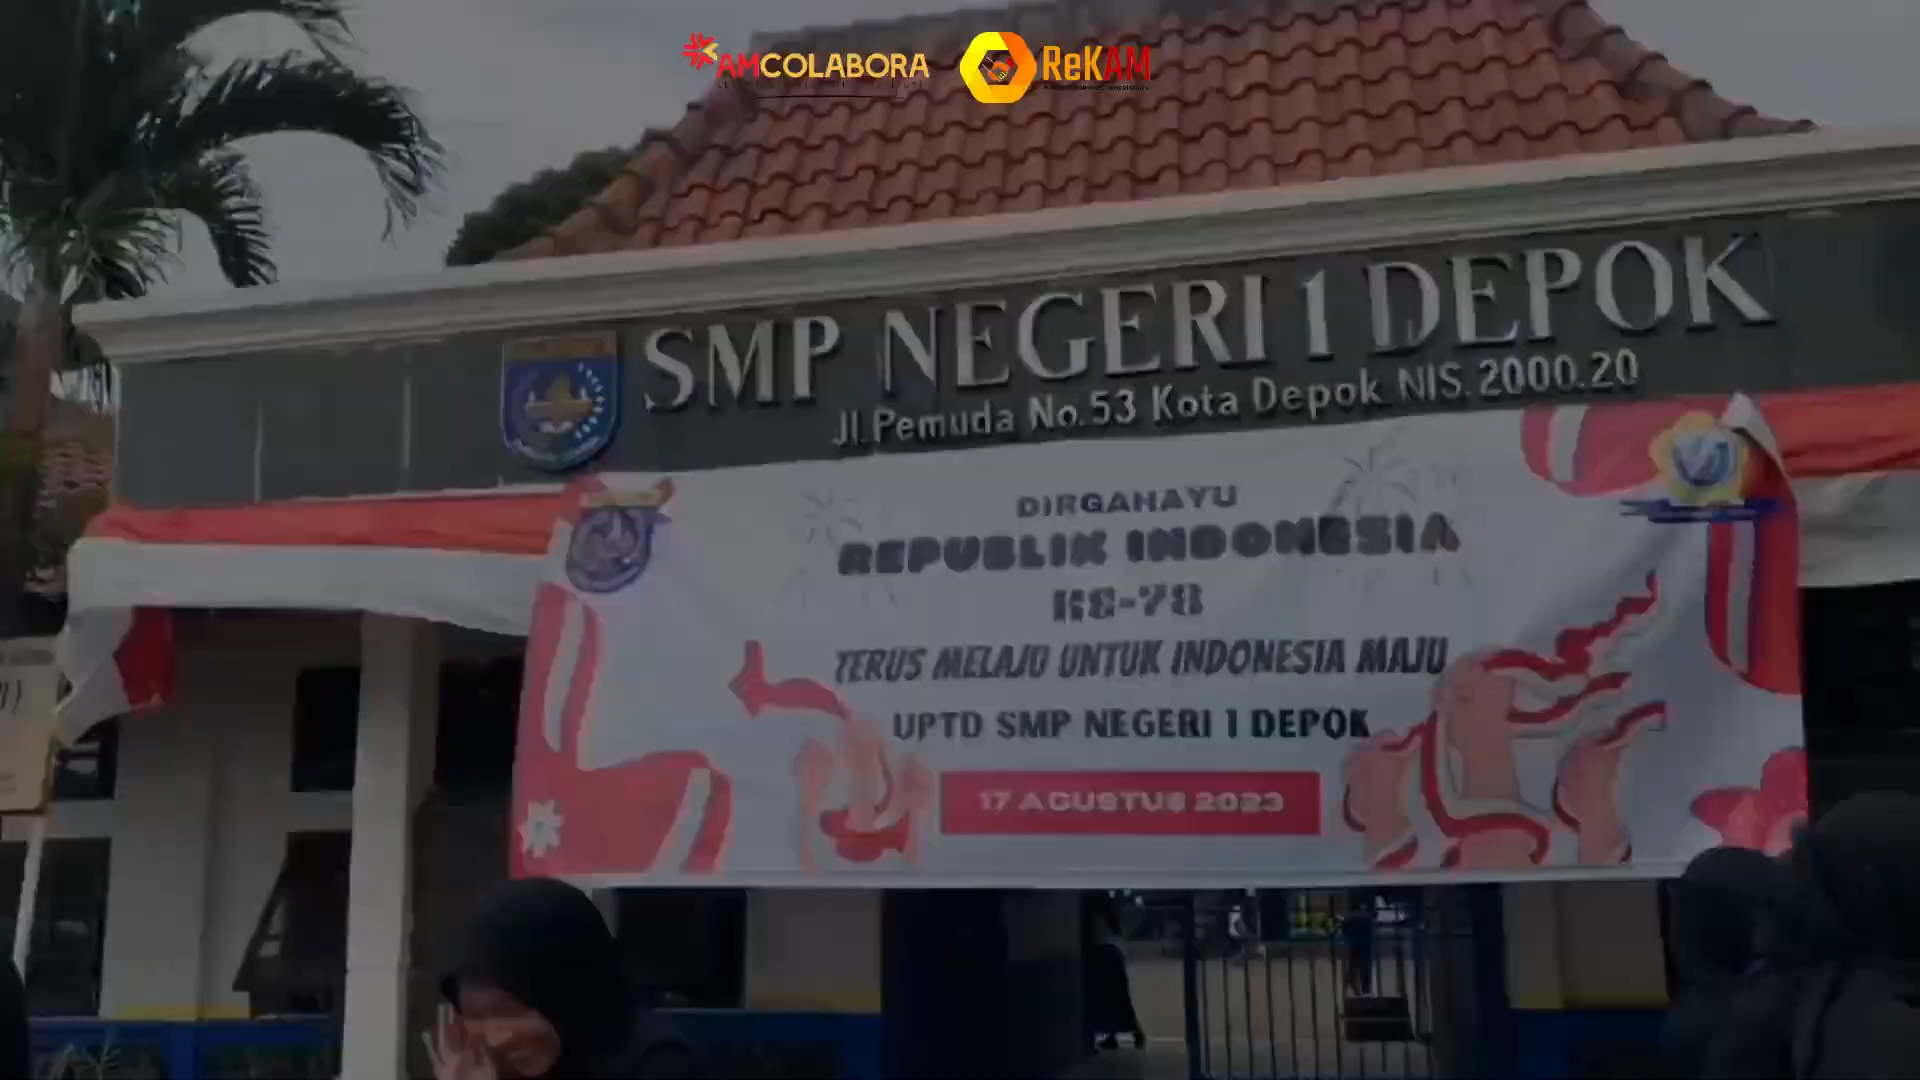 AMCOLABORA
ReKAM
SMP NEGERI 1 DEPOK
Jl.Pemuda No.53 Kota Depok NIS.2000.20
DIRGAHAYU
REPUBLIK INDONESIA
KE-78
TERUS MELAJU UNTUK INDONESIA MAJU
UPTD SMP NEGERI 1 DEPOK
17 AGUSTUS 2023